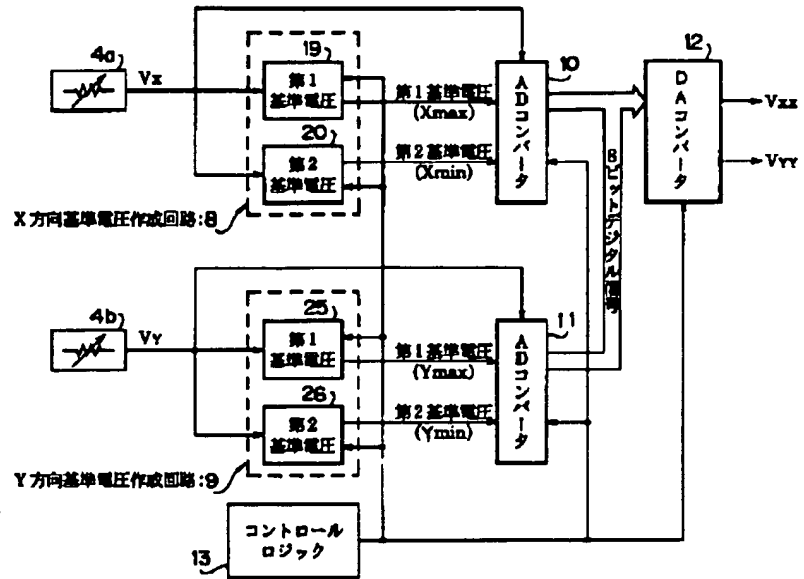 4a
Vx
19
第1
基準電圧
20
第2
基準電圧
第1基準電圧
(Xmax)
第2基準電圧
(Xmin)
10
ADコンバータ
12
DAコンバータ
Vxx
VYY
8ビットデジタル信号
X方向基準電圧作成回路:8
4b
VY
25
第1
基準電圧
26
第2
基準電圧
第1基準電圧
(Ymax)
第2基準電圧
(Ymin)
11
ADコンバータ
Y方向基準電圧作成回路:9
コントロール
ロジック
13